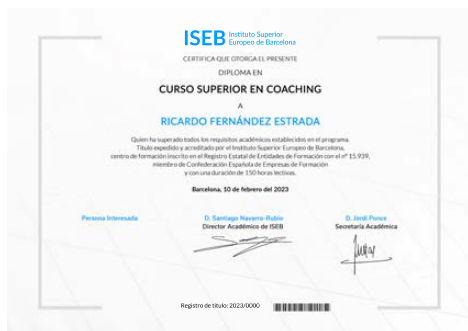 ISEB Instituto Superior
Europeo de Barcelona
CERTIFICA QUE OTORGA EL PRESENTE
DIPLOMA EN
CURSO SUPERIOR EN COACHING
A
RICARDO FERNÁNDEZ ESTRADA
Quien ha superado todos los requisitos académicos establecidos en el programa.
Título expedido y acreditado por el Instituto Superior Europeo de Barcelona,
centro de formación inscrito en el Registro Estatal de Entidades de Formación con el nº 15.939,
miembro de Confederación Española de Empresas de Formación
y con una duración de 150 horas lectivas.
Barcelona, 10 de febrero del 2023
Persona Interesada D. Santiago Navarro-Rubio D. Jordi Ponce
Director Académico de ISEB Secretaría Académica
Registro de título: 2023/0000